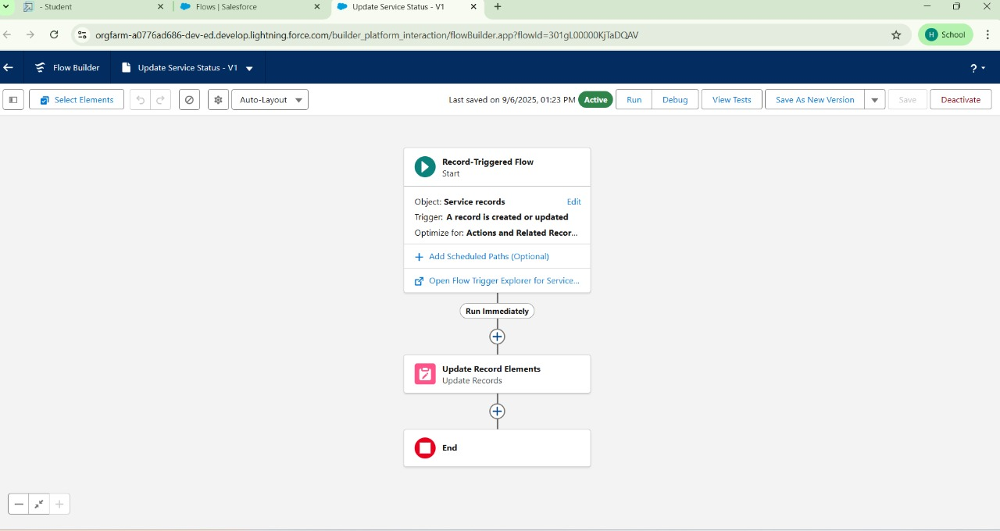 - Student
Flows | Salesforce
Update Service Status - V1
orgfarm-a0776ad686-dev-ed.develop.lightning.force.com/builder_platform_interaction/flowBuilder.app?flowId=301gL00000KjTaDQAV
H School
Flow Builder
Update Service Status - V1
?
Select Elements
Auto-Layout
Last saved on 9/6/2025, 01:23 PM
Active
Run
Debug
View Tests
Save As New Version
Save
Deactivate
Record-Triggered Flow
Start
Object: Service records
Edit
Trigger: A record is created or updated
Optimize for: Actions and Related Recor...
Add Scheduled Paths (Optional)
Open Flow Trigger Explorer for Service...
Run Immediately
Update Record Elements
Update Records
End